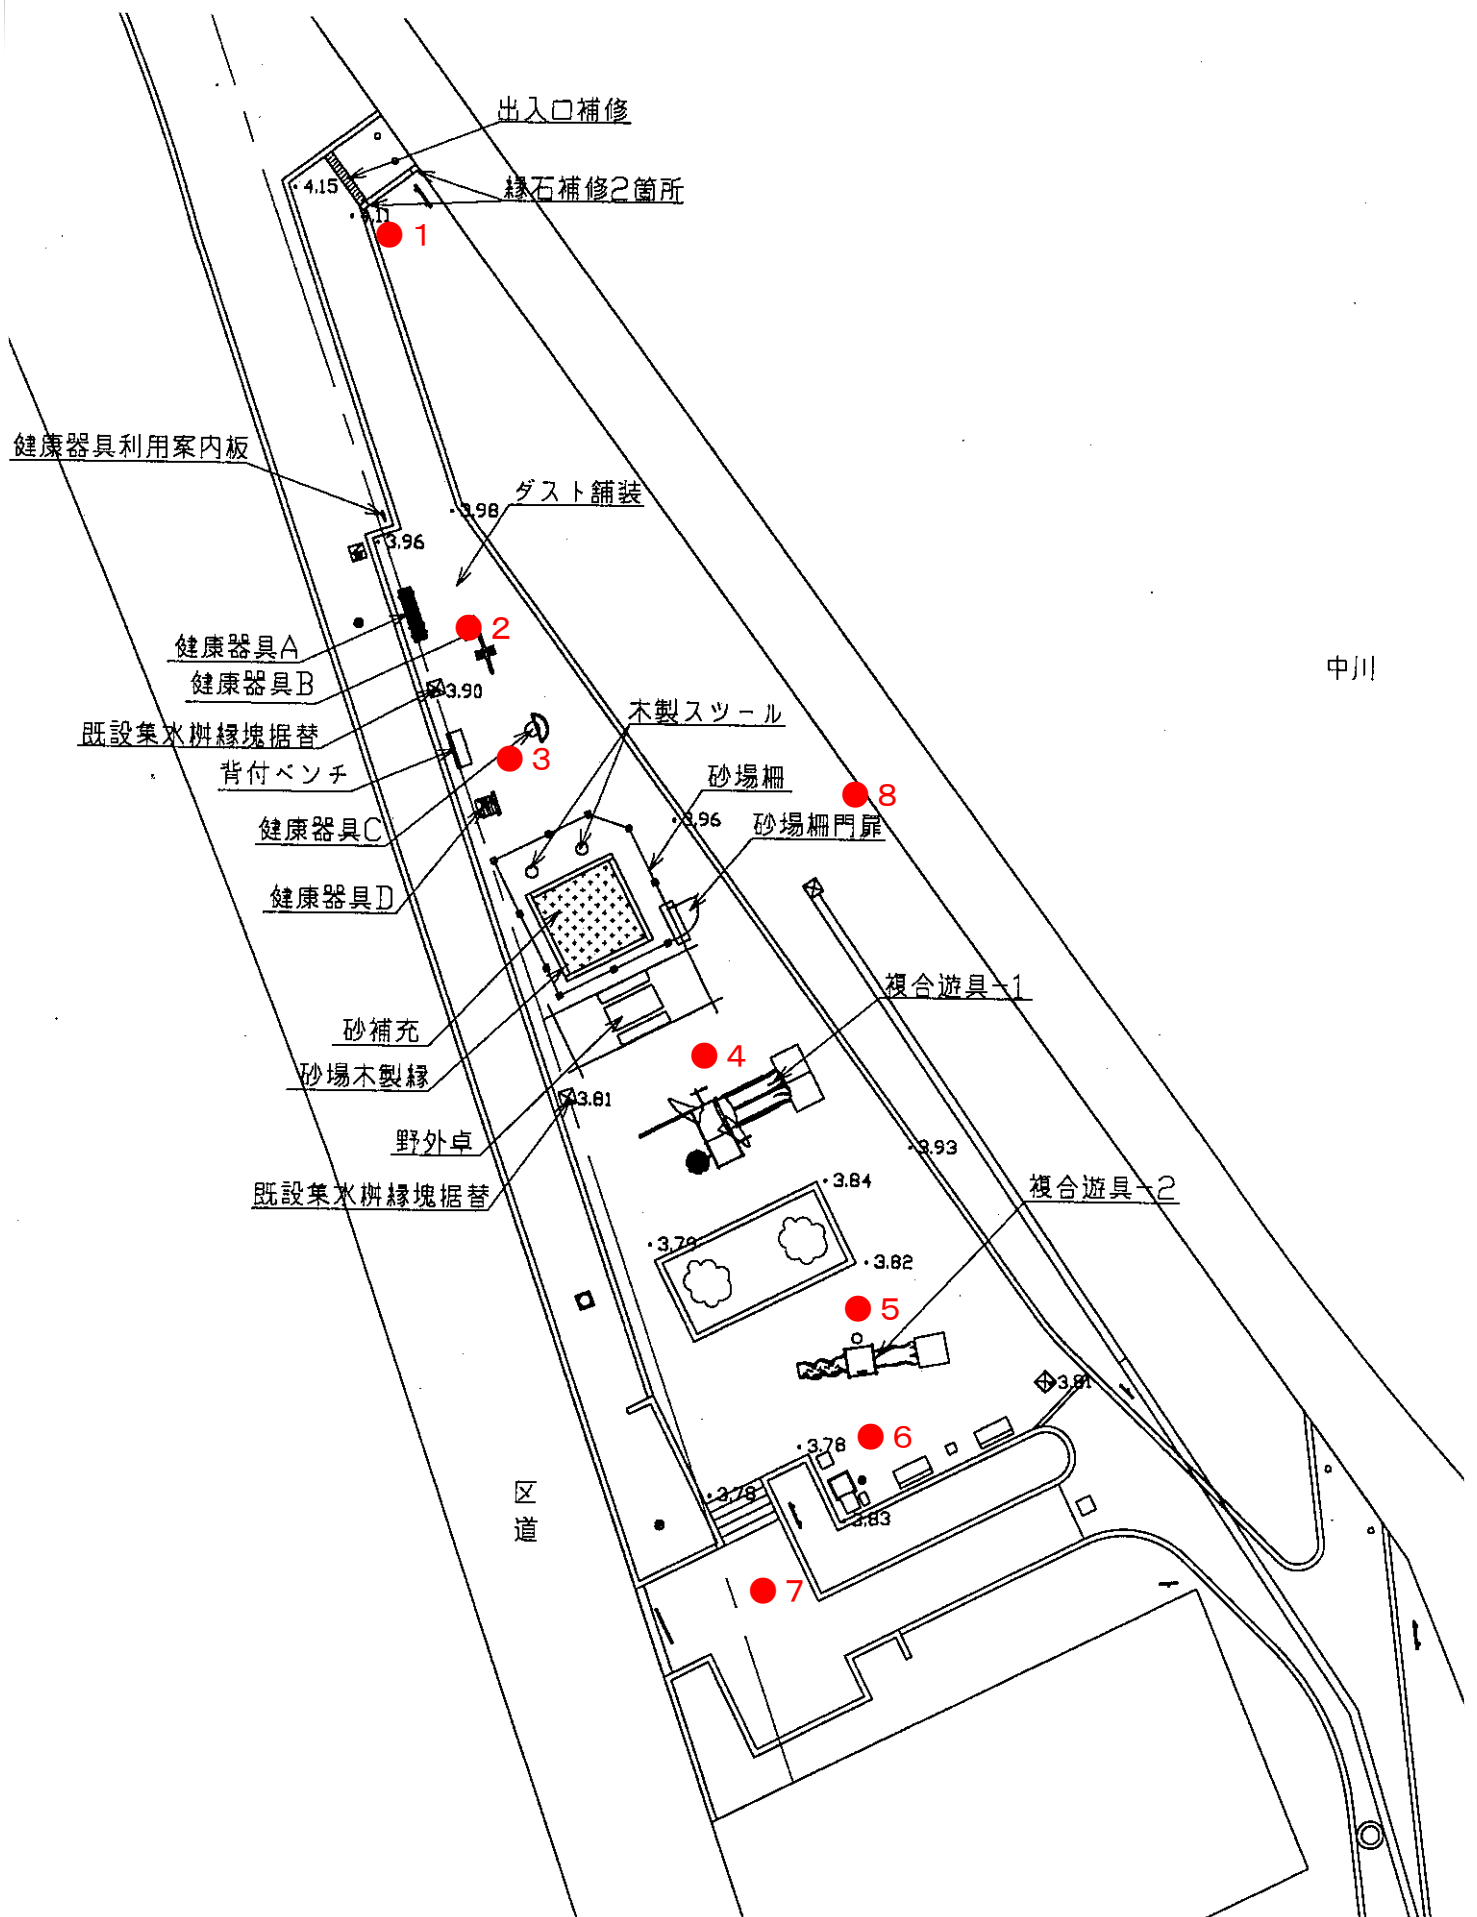 出入口補修
・4.15
縁石補修2箇所
1
健康器具利用案内板
ダスト舗装
・3.98
・3.96
2
健康器具A
中川
健康器具B
3.90
木製スツール
既設集水桝縁塊据替
3
背付ベンチ
砂場柵
8
・3.96
健康器具C
砂場柵門扉
健康器具D
複合遊具-1
砂補充
4
砂場木製縁
3.81
野外卓
・3.93
・3.84
複合遊具-2
既設集水桝縁塊据替
・3.79
・3.82
5
3.81
6
・3.78
・3.78
3.83
区道
7